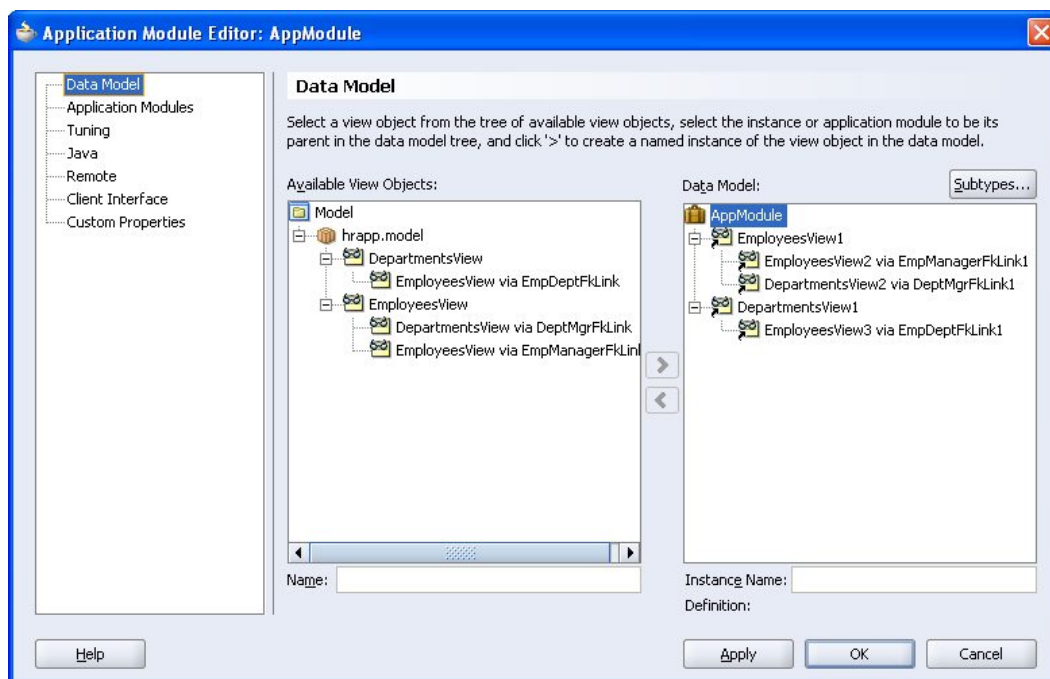 Application Module Editor: AppModule
Data Model
Application Modules
Tuning
Java
Remote
Client Interface
Custom Properties
Data Model
Select a view object from the tree of available view objects, select the instance or application module to be its
parent in the data model tree, and click '>' to create a named instance of the view object in the data model.
Available View Objects:
Model
hrapp.model
DepartmentsView
EmployeesView via EmpDeptFkLink
EmployeesView
DepartmentsView via DeptMgrFkLink
EmployeesView via EmpManagerFkLinl
Name:
Data Model:
Subtypes...
AppModule
EmployeesView1
EmployeesView2 via EmpManagerFkLink1
DepartmentsView2 via DeptMgrFkLink1
DepartmentsView1
EmployeesView3 via EmpDeptFkLink1
Instance Name:
Definition:
Help
Apply
OK
Cancel